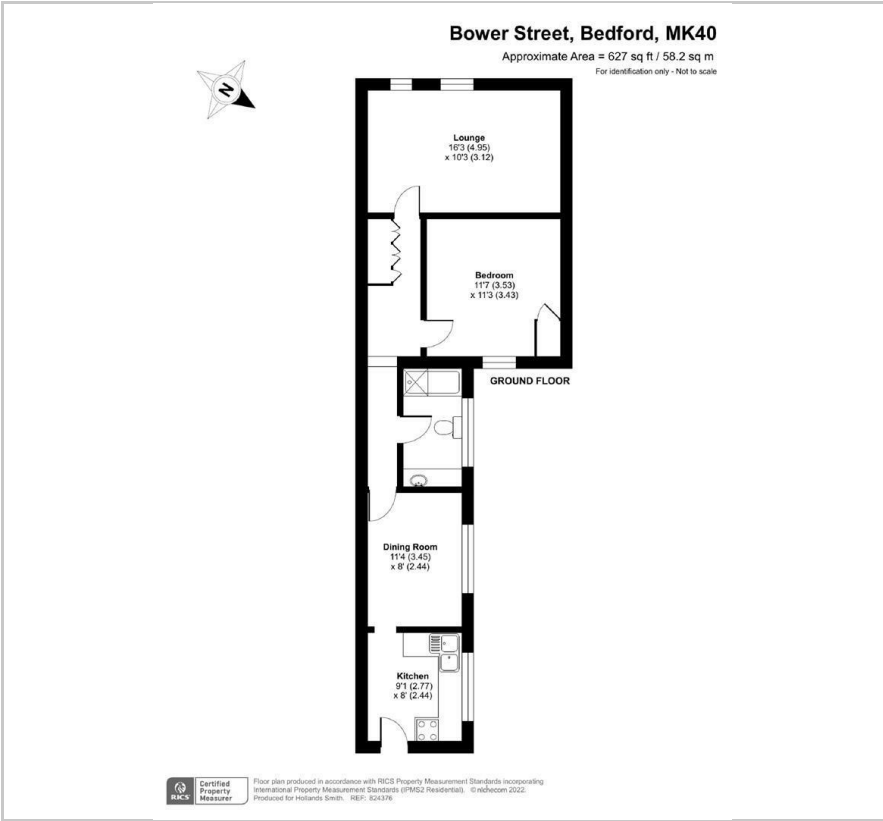 Bower Street, Bedford, MK40
Approximate Area = 627 sq ft / 58.2 sq m
For identification only - Not to scale
N
Lounge
16'3 (4.95)
x 10'3 (3.12)
Bedroom
11'7 (3.53)
x 11'3 (3.43)
GROUND FLOOR
Dining Room
11'4 (3.45)
x 8' (2.44)
Kitchen
9'1 (2.77)
x 8' (2.44)
RICS
Certified
Property
Measurer
Floor plan produced in accordance with RICS Property Measurement Standards incorporating
International Property Measurement Standards (IPMS2 Residential). ©nichecom 2022.
Produced for Hollands Smith. REF: 824376